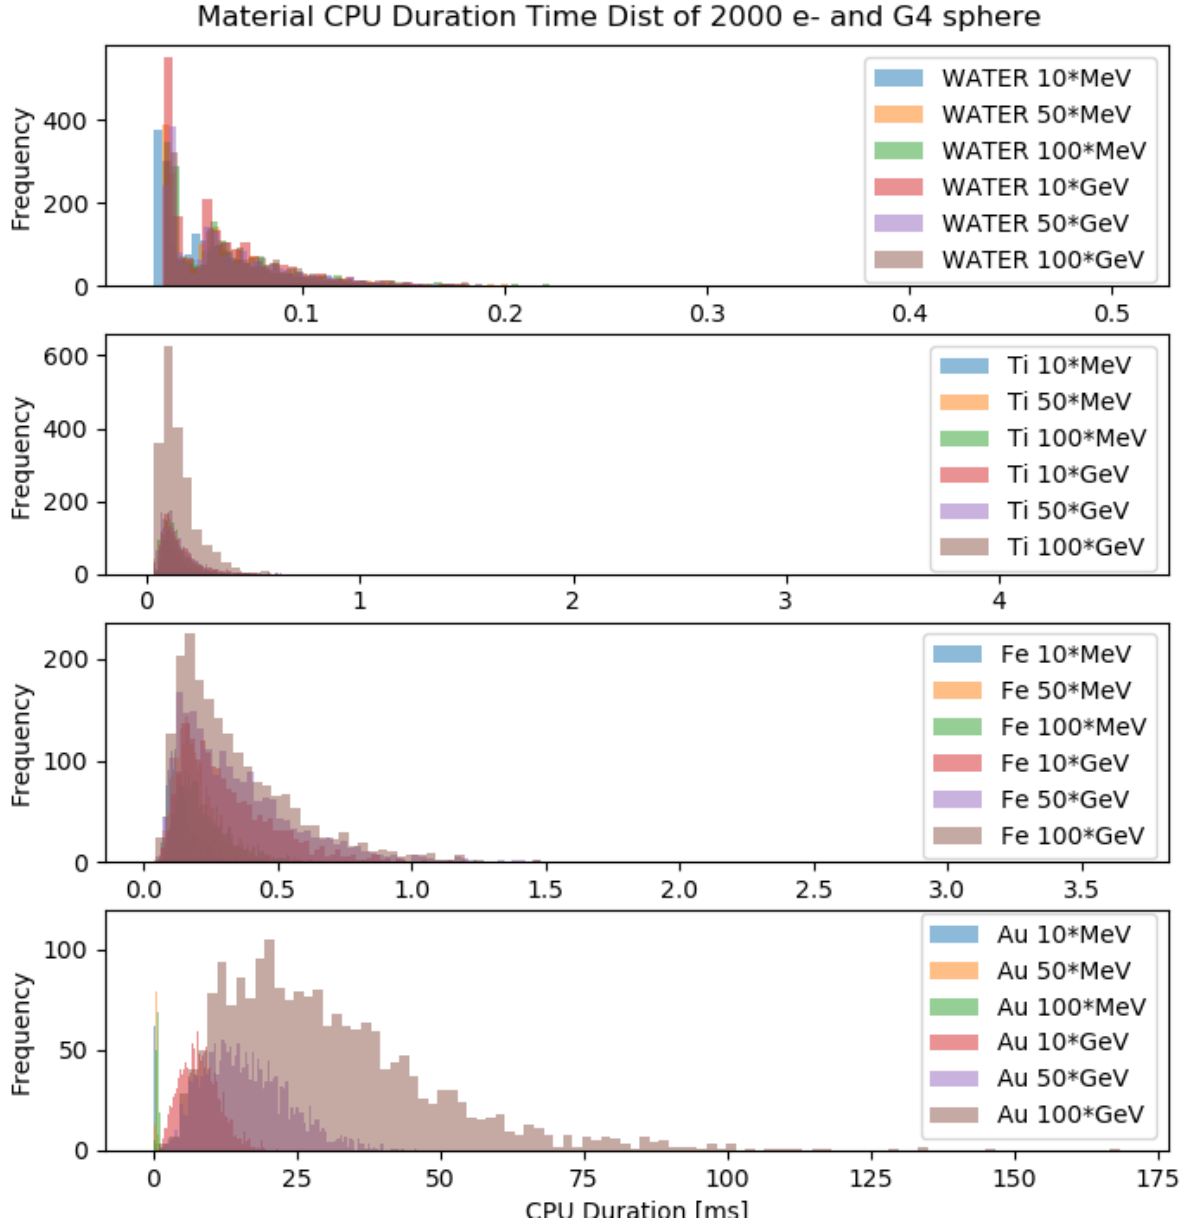 Material CPU Duration Time Dist of 2000 e- and G4 sphere
Frequency
400
200
0
WATER 10*MeV
WATER 50*MeV
WATER 100*MeV
WATER 10*GeV
WATER 50*GeV
WATER 100*GeV
0.1 0.2 0.3 0.4 0.5
Frequency
600
400
200
0
Ti 10*MeV
Ti 50*MeV
Ti 100*MeV
Ti 10*GeV
Ti 50*GeV
Ti 100*GeV
0 1 2 3 4
Frequency
200
100
0
Fe 10*MeV
Fe 50*MeV
Fe 100*MeV
Fe 10*GeV
Fe 50*GeV
Fe 100*GeV
0.0 0.5 1.0 1.5 2.0 2.5 3.0 3.5
Frequency
100
50
0
Au 10*MeV
Au 50*MeV
Au 100*MeV
Au 10*GeV
Au 50*GeV
Au 100*GeV
0 25 50 75 100 125 150 175
CPU Duration [ms]